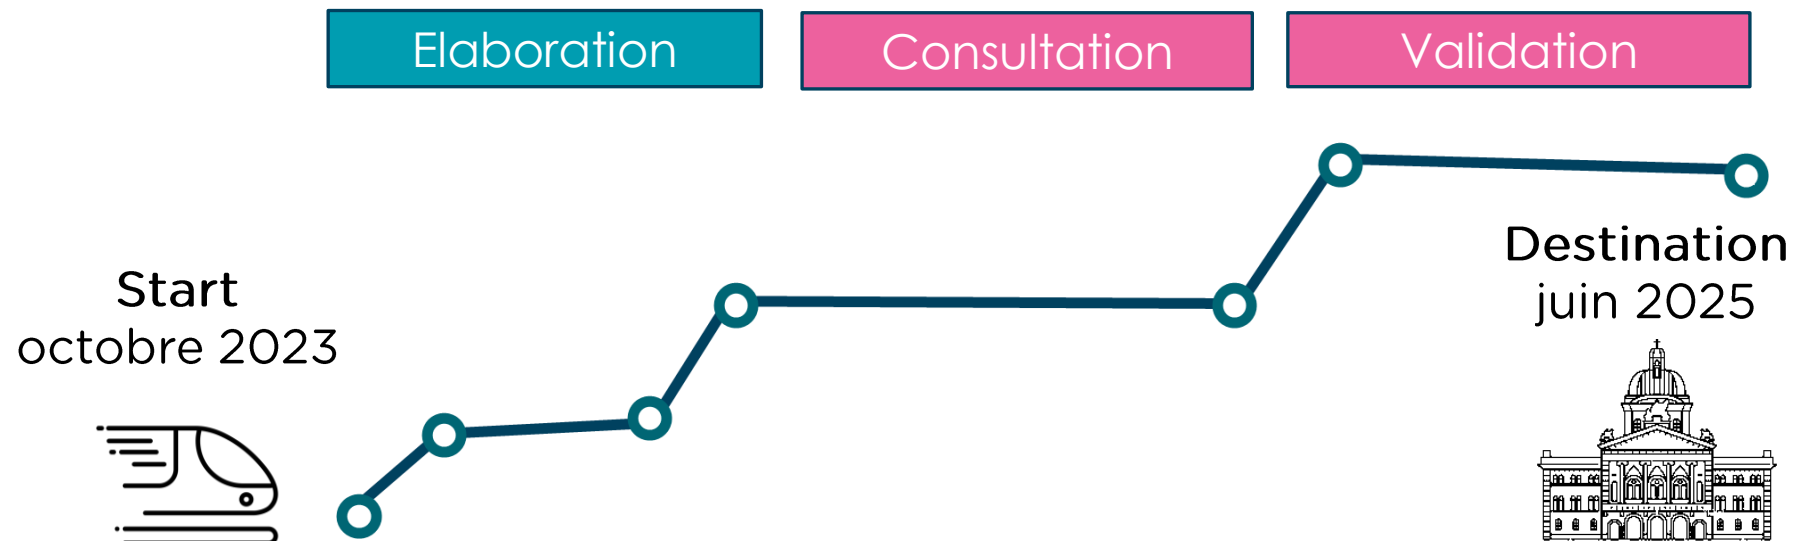 Elaboration
Consultation
Validation
Start
octobre 2023
Destination
juin 2025